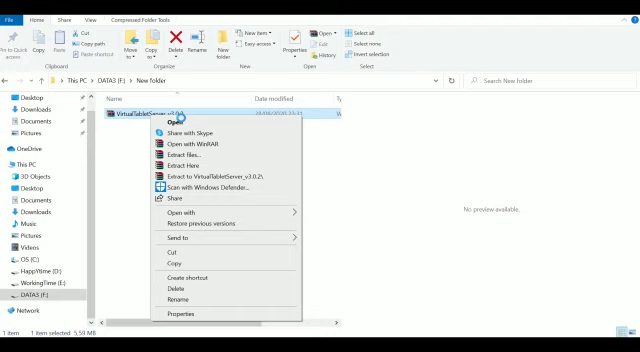 File Home Share View Compressed Folder Tools
Pin to Quick access
Copy
Paste
Cut
Copy path
Paste shortcut
Clipboard
Move to
Copy to
Delete
Rename
Organize
New folder
New item
Easy access
New
Properties
Open
Edit
History
Open
Select all
Select none
Invert selection
Select
This PC DATA3 (F:) New folder
Search New folder
Name Date modified
Desktop
Downloads
Documents
Pictures
OneDrive
This PC
3D Objects
Desktop
Documents
Downloads
Music
Pictures
Videos
OS (C:)
HappYtime (D:)
WorkingTime (E:)
DATA3 (F:)
Network
VirtualTabletServer_v3.0.2
Open
Share with Skype
Open with WinRAR
Extract files...
Extract Here
Extract to VirtualTabletServer_v3.0.2\
Scan with Windows Defender...
Share
Open with
Restore previous versions
Send to
Cut
Copy
Create shortcut
Delete
Rename
Properties
No preview available.
1 item 1 item selected 5,59 MB